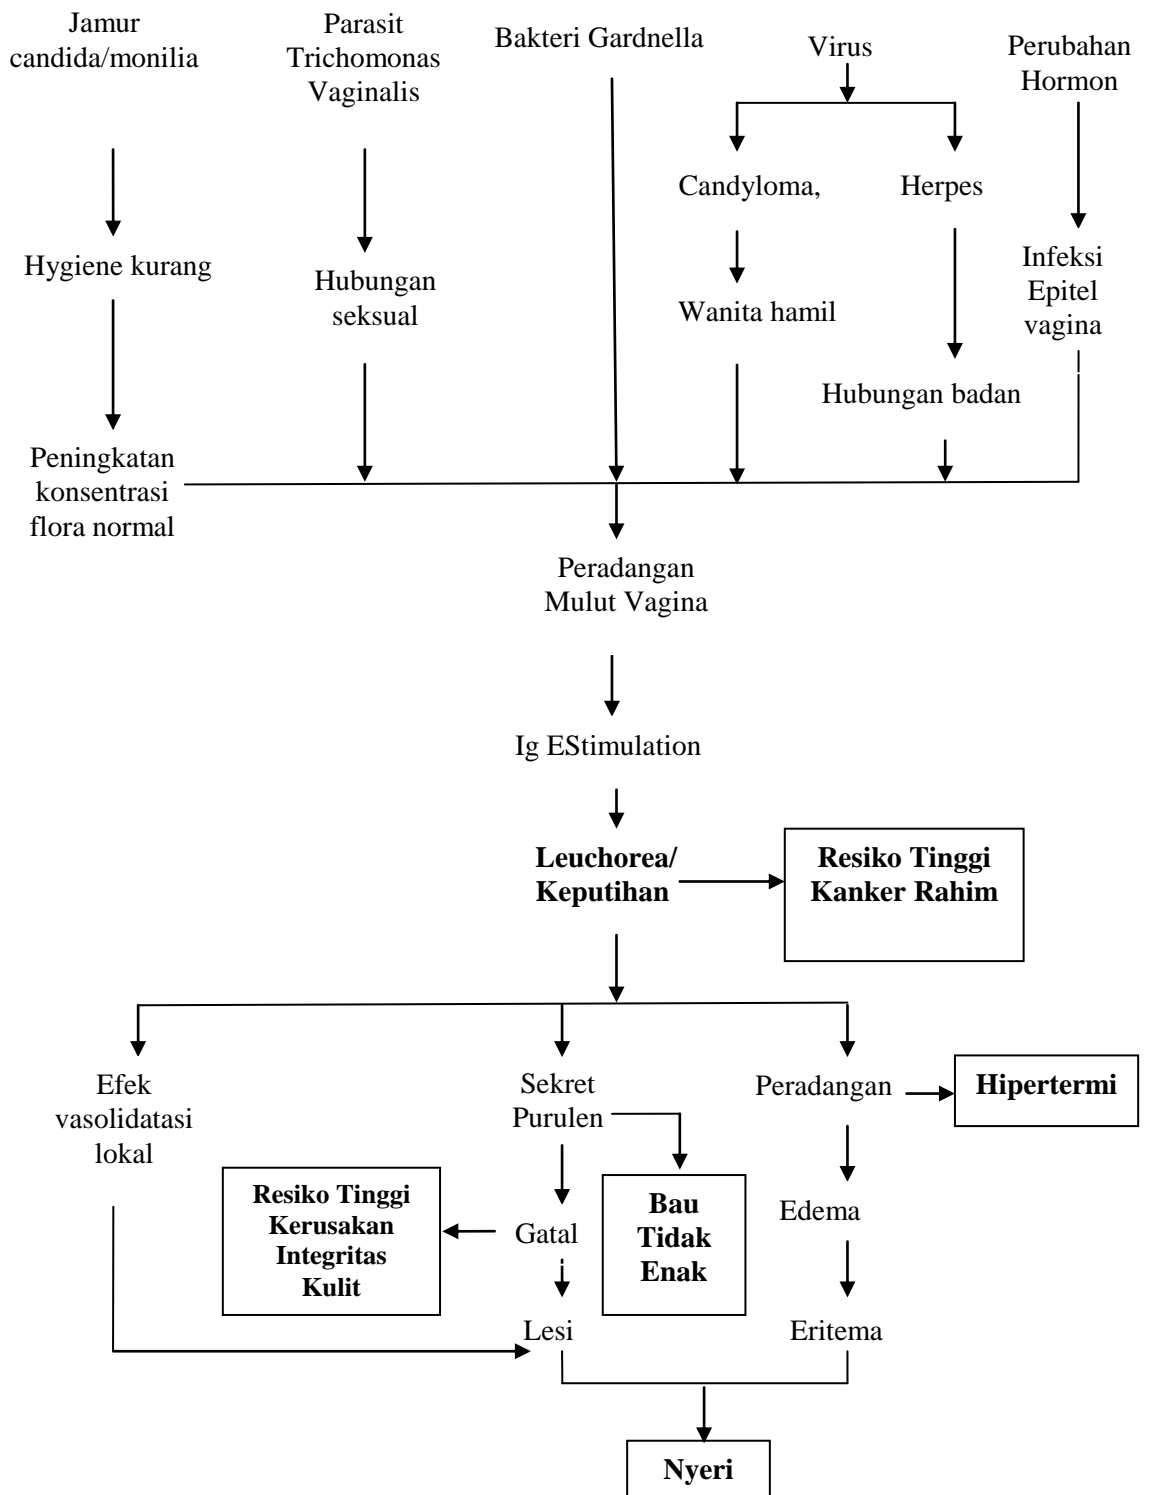 Jamur
candida/monilia
Parasit
Trichomonas
Vaginalis
Bakteri Gardnella
Virus
Perubahan
Hormon
Candyloma,
Herpes
Hygiene kurang
Hubungan
seksual
Wanita hamil
Infeksi
Epitel
vagina
Hubungan badan
Peningkatan
konsentrasi
flora normal
Peradangan
Mulut Vagina
Ig EStimulation
Leuchorea/
Keputihan
Resiko Tinggi
Kanker Rahim
Efek
vasolidatasi
lokal
Sekret
Purulen
Peradangan
Hipertermi
Resiko Tinggi
Kerusakan
Integritas
Kulit
Gatal
Bau
Tidak
Enak
Edema
Lesi
Eritema
Nyeri